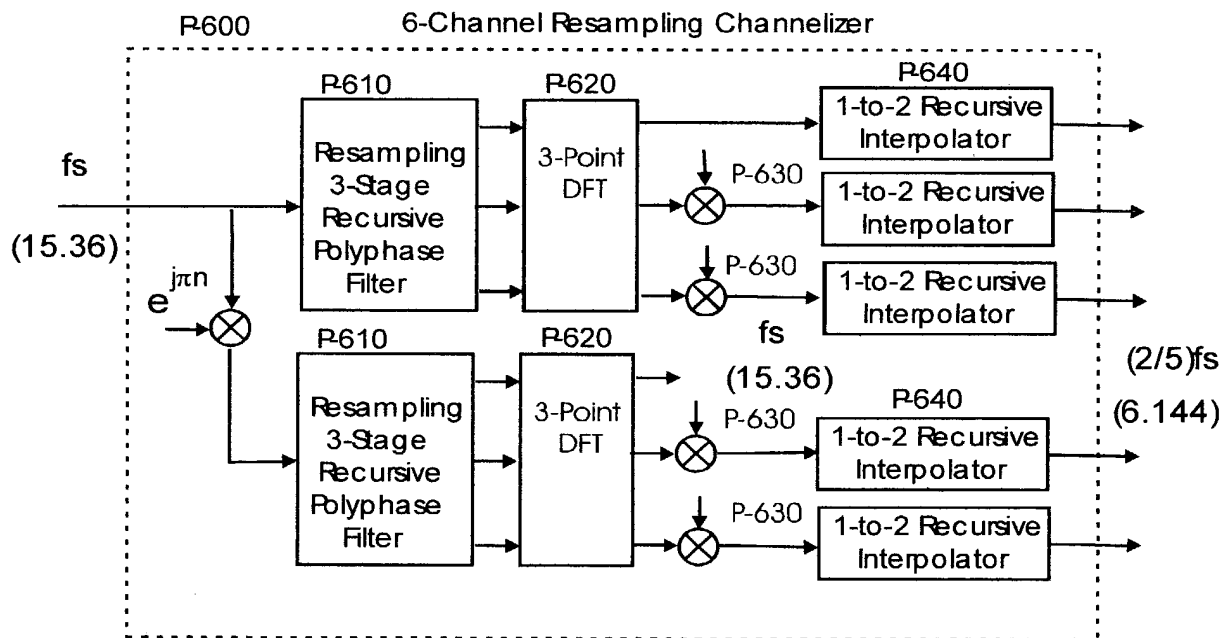 P-600
6-Channel Resampling Channelizer
P-610
P-620
P-640
Resampling
3-Stage
Recursive
Polyphase
Filter
3-Point
DFT
1-to-2 Recursive
Interpolator
P-630
1-to-2 Recursive
Interpolator
P-630
1-to-2 Recursive
Interpolator
fs
(15.36)
e^{jπn}
P-610
P-620
fs
(15.36)
P-640
(2/5)fs
(6.144)
Resampling
3-Stage
Recursive
Polyphase
Filter
3-Point
DFT
P-630
1-to-2 Recursive
Interpolator
P-630
1-to-2 Recursive
Interpolator